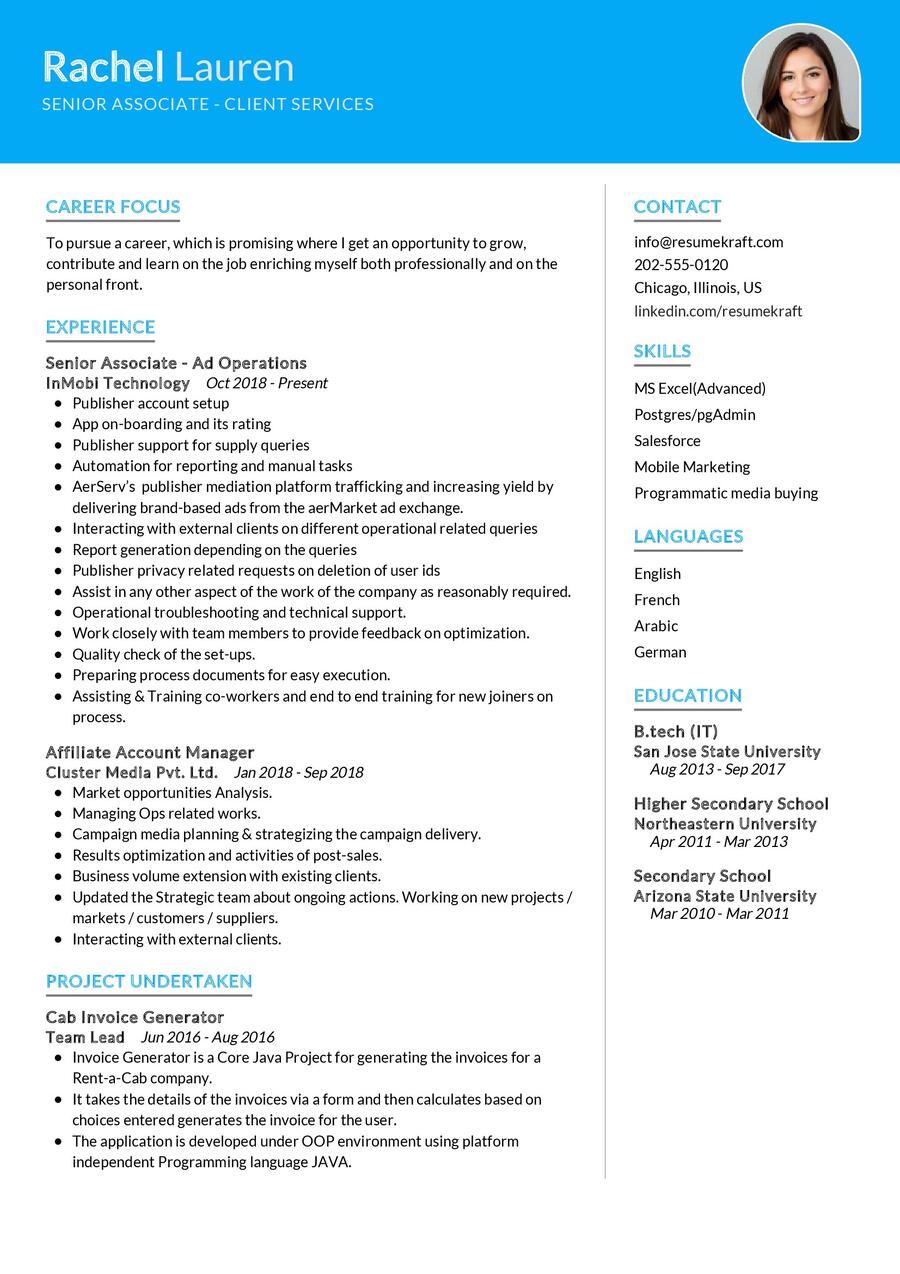 Rachel Lauren
SENIOR ASSOCIATE - CLIENT SERVICES
CAREER FOCUS
To pursue a career, which is promising where I get an opportunity to grow,
contribute and learn on the job enriching myself both professionally and on the
personal front.
EXPERIENCE
Senior Associate - Ad Operations
InMobi Technology Oct 2018 - Present
• Publisher account setup
• App on-boarding and its rating
• Publisher support for supply queries
• Automation for reporting and manual tasks
• AerServ’s publisher mediation platform trafficking and increasing yield by
delivering brand-based ads from the aerMarket ad exchange.
• Interacting with external clients on different operational related queries
• Report generation depending on the queries
• Publisher privacy related requests on deletion of user ids
• Assist in any other aspect of the work of the company as reasonably required.
• Operational troubleshooting and technical support.
• Work closely with team members to provide feedback on optimization.
• Quality check of the set-ups.
• Preparing process documents for easy execution.
• Assisting & Training co-workers and end to end training for new joiners on
process.
Affiliate Account Manager
Cluster Media Pvt. Ltd. Jan 2018 - Sep 2018
• Market opportunities Analysis.
• Managing Ops related works.
• Campaign media planning & strategizing the campaign delivery.
• Results optimization and activities of post-sales.
• Business volume extension with existing clients.
• Updated the Strategic team about ongoing actions. Working on new projects /
markets / customers / suppliers.
• Interacting with external clients.
PROJECT UNDERTAKEN
Cab Invoice Generator
Team Lead Jun 2016 - Aug 2016
• Invoice Generator is a Core Java Project for generating the invoices for a
Rent-a-Cab company.
• It takes the details of the invoices via a form and then calculates based on
choices entered generates the invoice for the user.
• The application is developed under OOP environment using platform
independent Programming language JAVA.
CONTACT
info@resumekraft.com
202-555-0120
Chicago, Illinois, US
linkedin.com/resumekraft
SKILLS
MS Excel(Advanced)
Postgres/pgAdmin
Salesforce
Mobile Marketing
Programmatic media buying
LANGUAGES
English
French
Arabic
German
EDUCATION
B.tech (IT)
San Jose State University
Aug 2013 - Sep 2017
Higher Secondary School
Northeastern University
Apr 2011 - Mar 2013
Secondary School
Arizona State University
Mar 2010 - Mar 2011